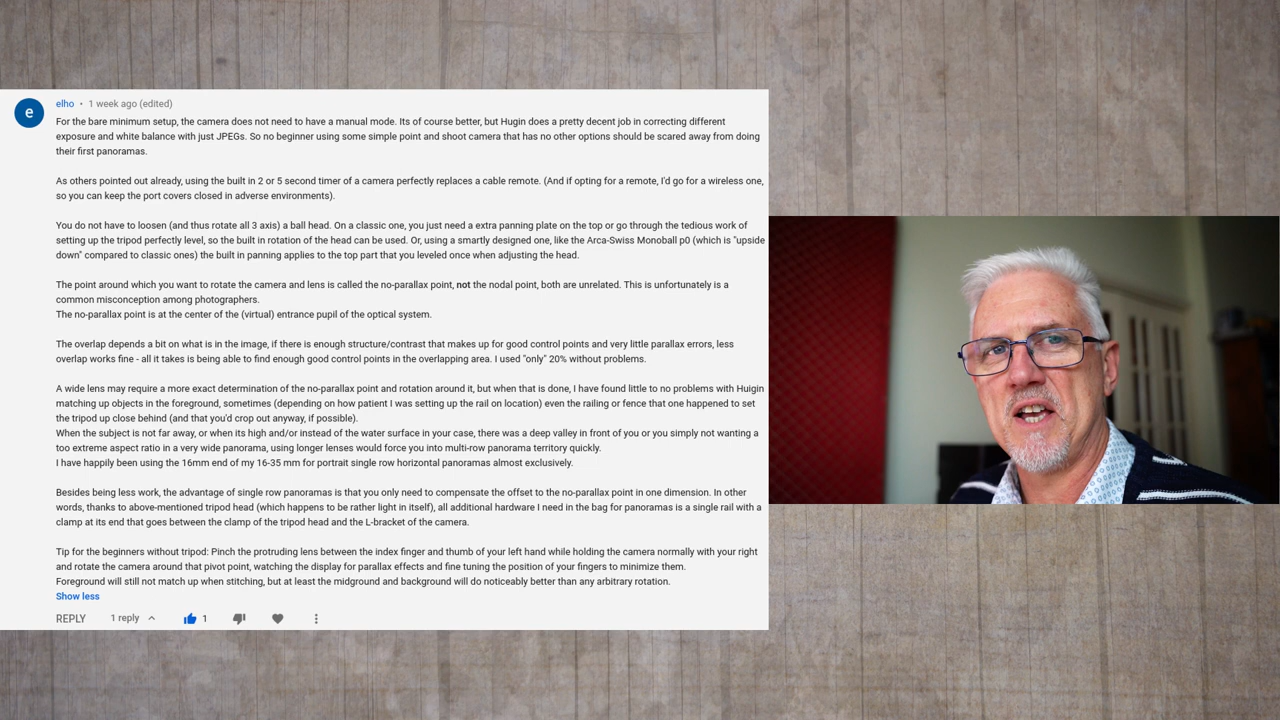 e
elho • 1 week ago (edited)
For the bare minimum setup, the camera does not need to have a manual mode. Its of course better, but Hugin does a pretty decent job in correcting different
exposure and white balance with just JPEGs. So no beginner using some simple point and shoot camera that has no other options should be scared away from doing
their first panoramas.
As others pointed out already, using the built in 2 or 5 second timer of a camera perfectly replaces a cable remote. (And if opting for a remote, I'd go for a wireless one,
so you can keep the port covers closed in adverse environments).
You do not have to loosen (and thus rotate all 3 axis) a ball head. On a classic one, you just need a extra panning plate on the top or go through the tedious work of
setting up the tripod perfectly level, so the built in rotation of the head can be used. Or, using a smartly designed one, like the Arca-Swiss Monoball p0 (which is "upside
down" compared to classic ones) the built in panning applies to the top part that you leveled once when adjusting the head.
The point around which you want to rotate the camera and lens is called the no-parallax point, not the nodal point, both are unrelated. This is unfortunately is a
common misconception among photographers.
The no-parallax point is at the center of the (virtual) entrance pupil of the optical system.
The overlap depends a bit on what is in the image, if there is enough structure/contrast that makes up for good control points and very little parallax errors, less
overlap works fine - all it takes is being able to find enough good control points in the overlapping area. I used "only" 20% without problems.
A wide lens may require a more exact determination of the no-parallax point and rotation around it, but when that is done, I have found little to no problems with Huigin
matching up objects in the foreground, sometimes (depending on how patient I was setting up the rail on location) even the railing or fence that one happened to set
the tripod up close behind (and that you'd crop out anyway, if possible).
When the subject is not far away, or when its high and/or instead of the water surface in your case, there was a deep valley in front of you or you simply not wanting a
too extreme aspect ratio in a very wide panorama, using longer lenses would force you into multi-row panorama territory quickly.
I have happily been using the 16mm end of my 16-35 mm for portrait single row horizontal panoramas almost exclusively.
Besides being less work, the advantage of single row panoramas is that you only need to compensate the offset to the no-parallax point in one dimension. In other
words, thanks to above-mentioned tripod head (which happens to be rather light in itself), all additional hardware I need in the bag for panoramas is a single rail with a
clamp at its end that goes between the clamp of the tripod head and the L-bracket of the camera.
Tip for the beginners without tripod: Pinch the protruding lens between the index finger and thumb of your left hand while holding the camera normally with your right
and rotate the camera around that pivot point, watching the display for parallax effects and fine tuning the position of your fingers to minimize them.
Foreground will still not match up when stitching, but at least the midground and background will do noticeably better than any arbitrary rotation.
Show less
REPLY 1 reply 1